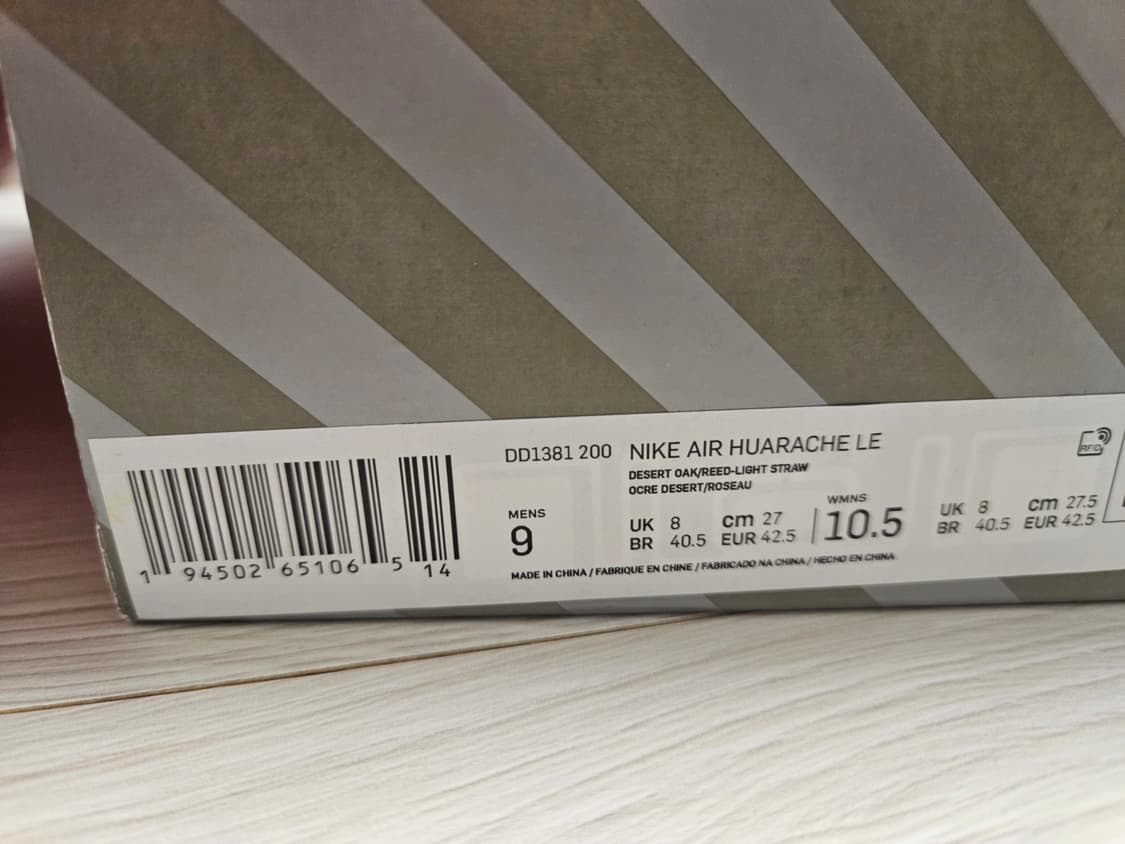 DD1381 200 NIKE AIR HUARACHE LE
DESERT OAK/REED-LIGHT STRAW
OCRE DESERT/ROSEAU
RFID
MENS
9
UK 8 cm 27
BR 40.5 EUR 42.5
WMNS
10.5
UK 8 cm 27.5
BR 40.5 EUR 42.5
MADE IN CHINA / FABRIQUE EN CHINE / FABRICADO NA CHINA / HECHO EN CHINA
1 94502 65106 5 14